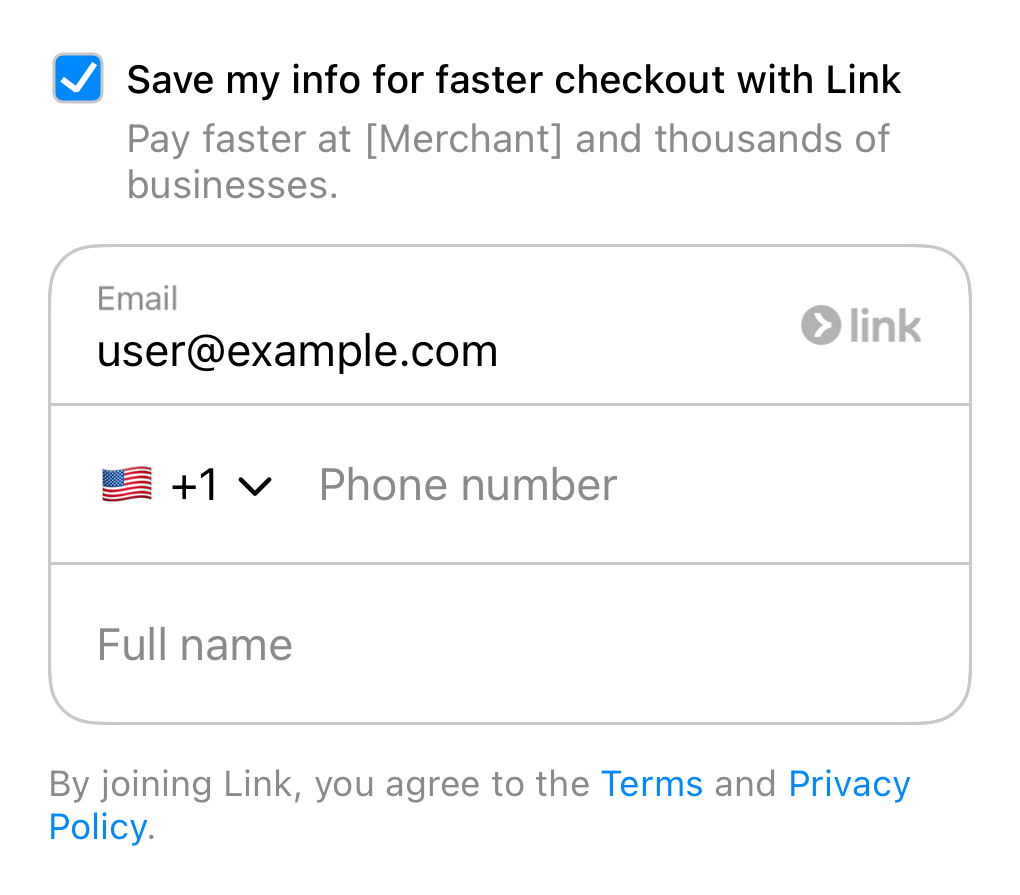 Save my info for faster checkout with Link
Pay faster at [Merchant] and thousands of
businesses.
Email
user@example.com
link
+1 Phone number
Full name
By joining Link, you agree to the Terms and Privacy
Policy.